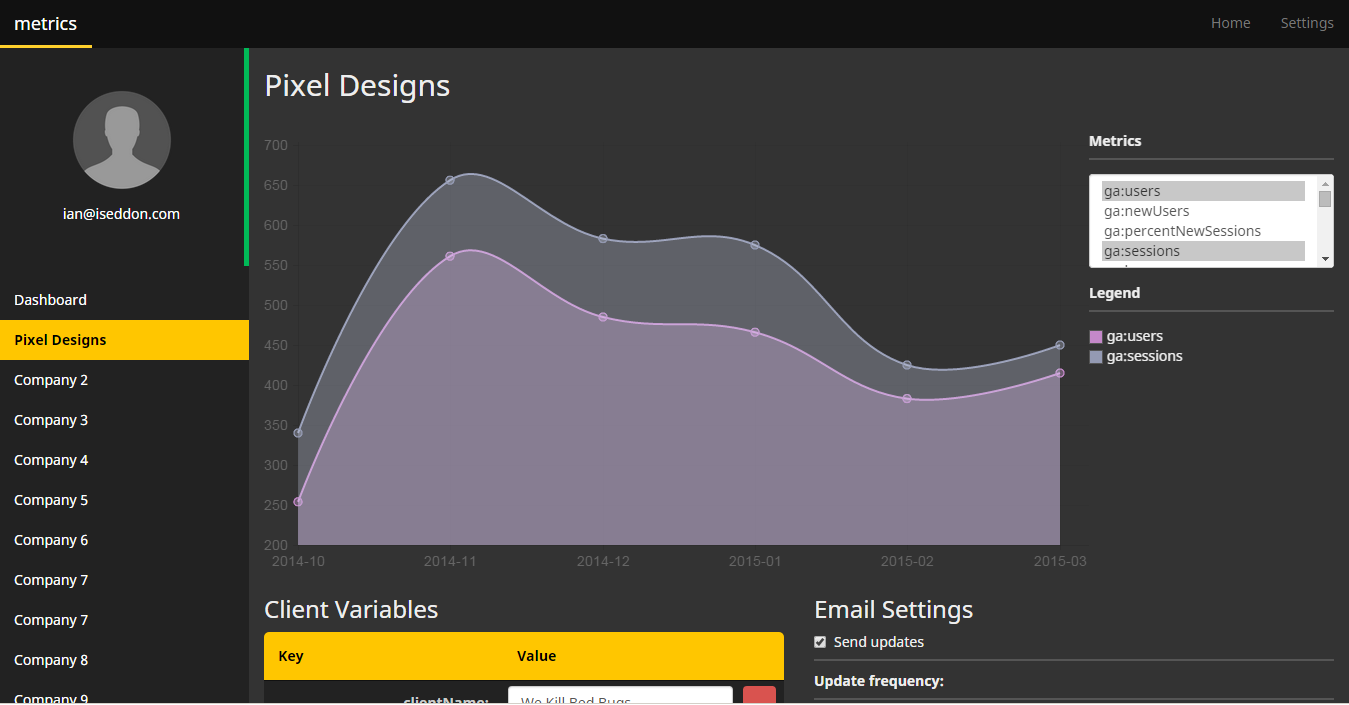 metrics
Home
Settings
ian@iseddon.com
Dashboard
Pixel Designs
Company 2
Company 3
Company 4
Company 5
Company 6
Company 7
Company 7
Company 8
Company 9
Pixel Designs
700
650
600
550
500
450
400
350
300
250
200
2014-10 2014-11 2014-12 2015-01 2015-02 2015-03
Metrics
ga:users
ga:newUsers
ga:percentNewSessions
ga:sessions
Legend
ga:users
ga:sessions
Client Variables
Key Value
clientName: We Kill Bed Bugs
Email Settings
Send updates
Update frequency: